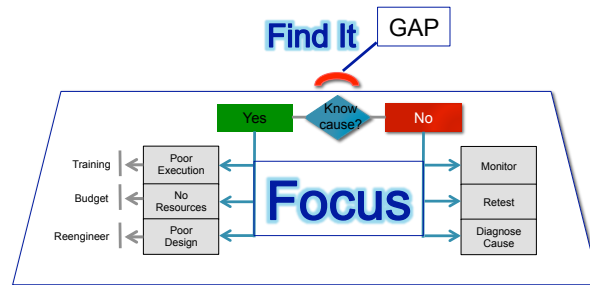 Find It
GAP
Know
cause?
Yes
No
Training
Poor
Execution
Budget
No
Resources
Reengineer
Poor
Design
Focus
Monitor
Retest
Diagnose
Cause